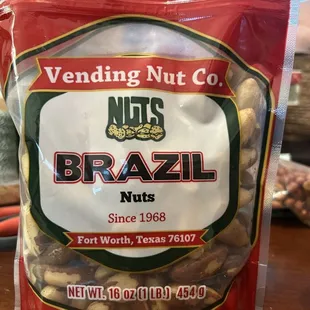 Vending Nut Co.
NUTS
BRAZIL
Nuts
Since 1968
Fort Worth, Texas 76107
NET WT. 16 oz (1 LB.) 454 g